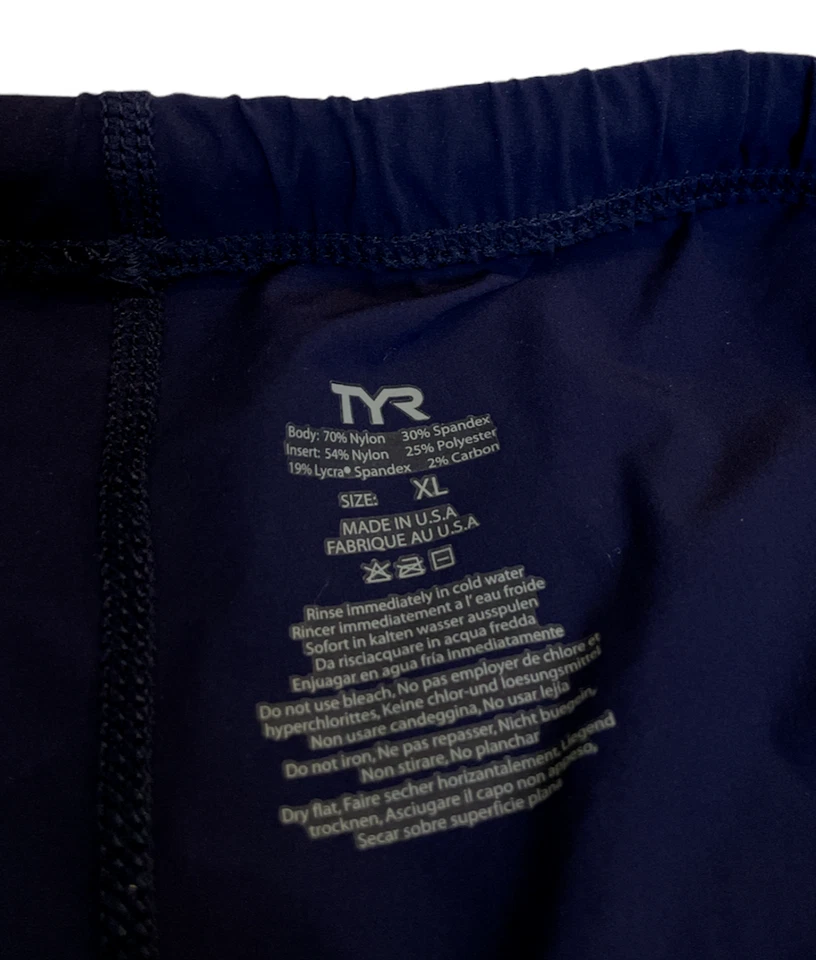 TYR
Body: 70% Nylon 30% Spandex
Insert: 54% Nylon 25% Polyester
19% Lycra® Spandex 2% Carbon
SIZE: XL
MADE IN U.S.A
FABRIQUE AU U.S.A
Rinse immediately in cold water
Rincer immediatement a l' eau froide
Sofort in kalten wasser ausspulen
Da risciacquare in acqua fredda
Enjuagar en agua fría inmediatamente
Do not use bleach, No pas employer de chlore et
hyperchlorittes, Keine chlor-und loesungsmittel
Non usare candeggina, No usar lejía
Do not iron, Ne pas repasser, Nicht buegeln,
Non stirare, No planchar
Dry flat, Faire secher horizontalement, Liegend
trocknen, Asciugare il capo non appeso,
Secar sobre superficie plana